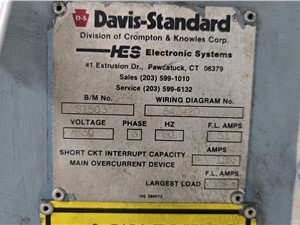 D-S Davis-Standard®
Division of Crompton & Knowles Corp.
HES Electronic Systems
#1 Extrusion Dr., Pawcatuck, CT 06379
Sales (203) 599-1010
Service (203) 599-6132
B/M No. WIRING DIAGRAM No.
VOLTAGE PHASE HZ F.L. AMPS
3 60
SHORT CKT INTERRUPT CAPACITY AMPS
MAIN OVERCURRENT DEVICE
LARGEST LOAD F.L. AMPS